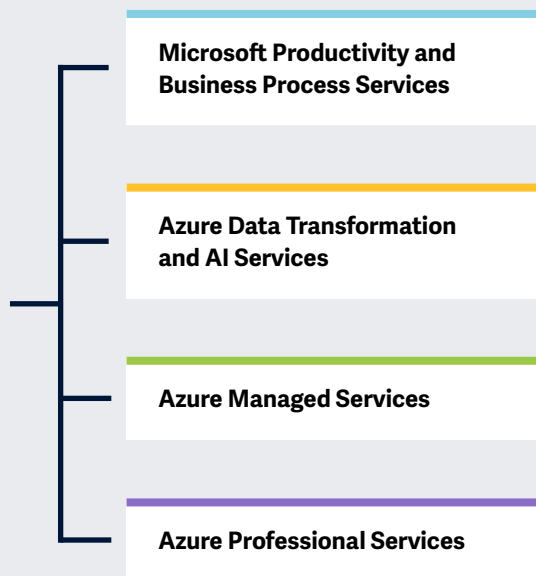 Microsoft Productivity and
Business Process Services
Azure Data Transformation
and AI Services
Azure Managed Services
Azure Professional Services